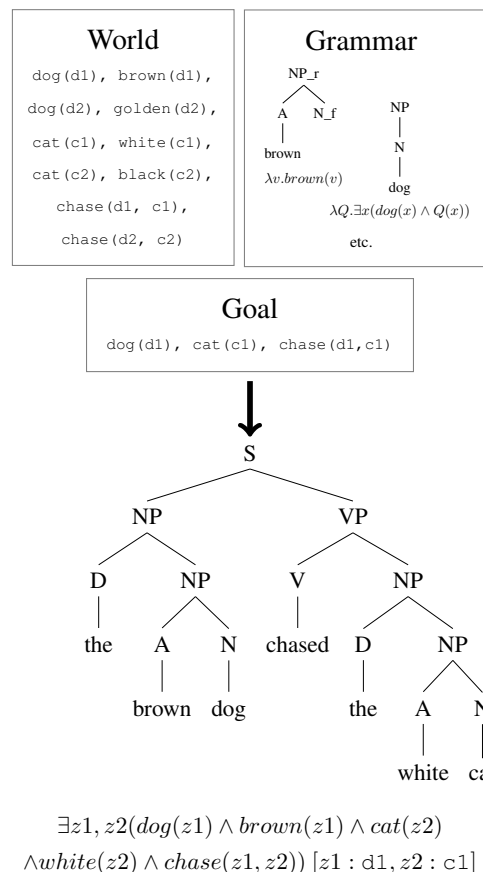 World
dog(d1), brown(d1),
dog(d2), golden(d2),
cat(c1), white(c1),
cat(c2), black(c2),
chase(d1, c1),
chase(d2, c2)
Grammar
NP_r
A N_f
brown
λv.brown(v)
NP
N
dog
λQ.∃x(dog(x) ∧ Q(x))
etc.
Goal
dog(d1), cat(c1), chase(d1,c1)
S
NP VP
D NP V NP
the A N chased D NP
brown dog the A N
white ca
∃z1, z2(dog(z1) ∧ brown(z1) ∧ cat(z2)
∧white(z2) ∧ chase(z1, z2)) [z1 : d1, z2 : c1]